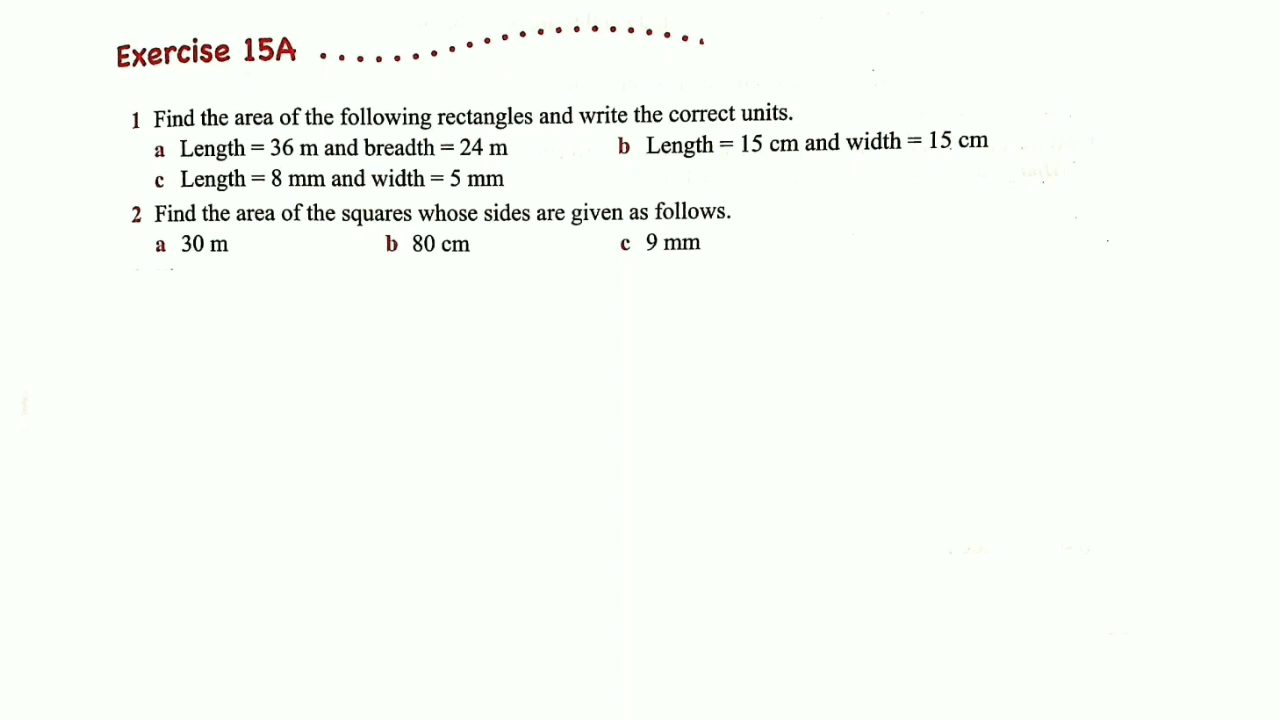 Exercise 15A
1 Find the area of the following rectangles and write the correct units.
a Length = 36 m and breadth = 24 m b Length = 15 cm and width = 15 cm
c Length = 8 mm and width = 5 mm
2 Find the area of the squares whose sides are given as follows.
a 30 m b 80 cm c 9 mm